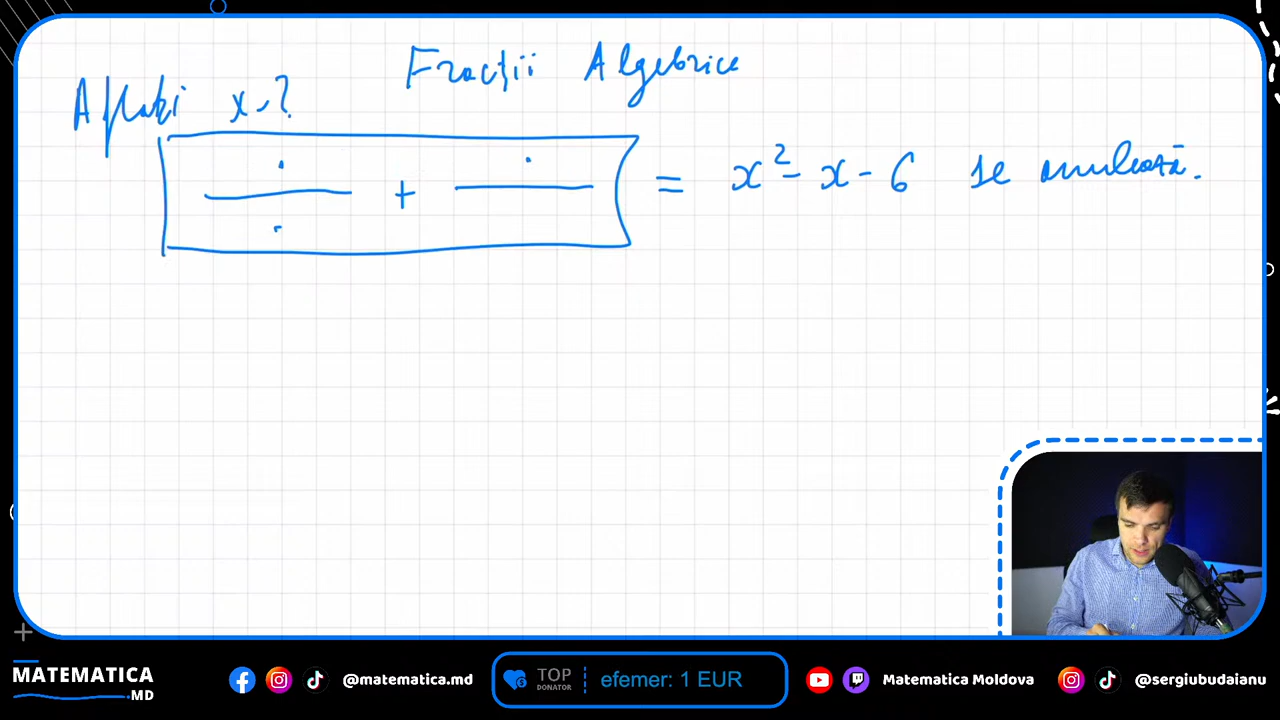 Fracții Algebrice
Aflați x-?
+ = x² - x - 6 se anulează.
MATEMATICA
.MD
@matematica.md
TOP
DONATOR
efemer: 1 EUR
Matematica Moldova
@sergiubudaianu